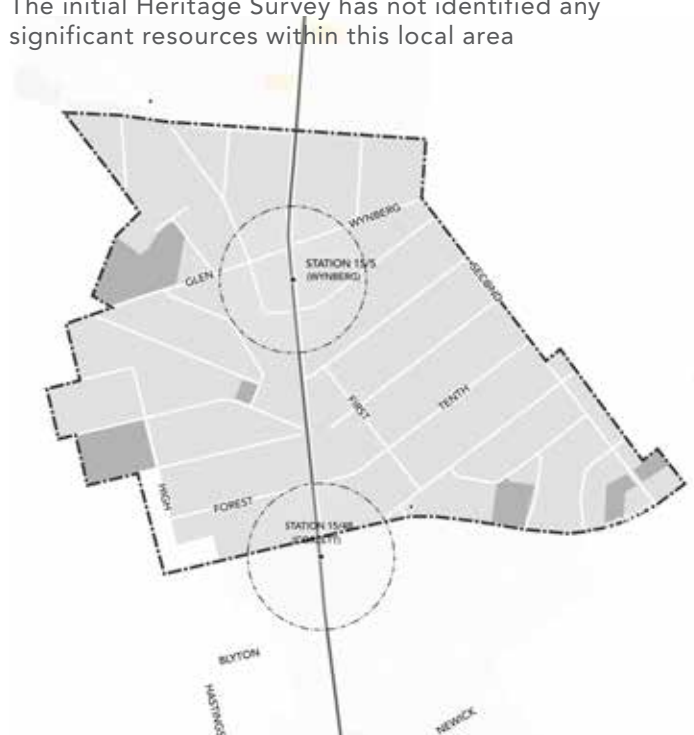 The initial Heritage Survey has not identified any
significant resources within this local area
WYNBERG
STATION 15/5
(WYNBERG)
GLEN
SECOND
FIRST
TENTH
HIGH
FOREST
BLYTON
HASTINGS
NEWICK